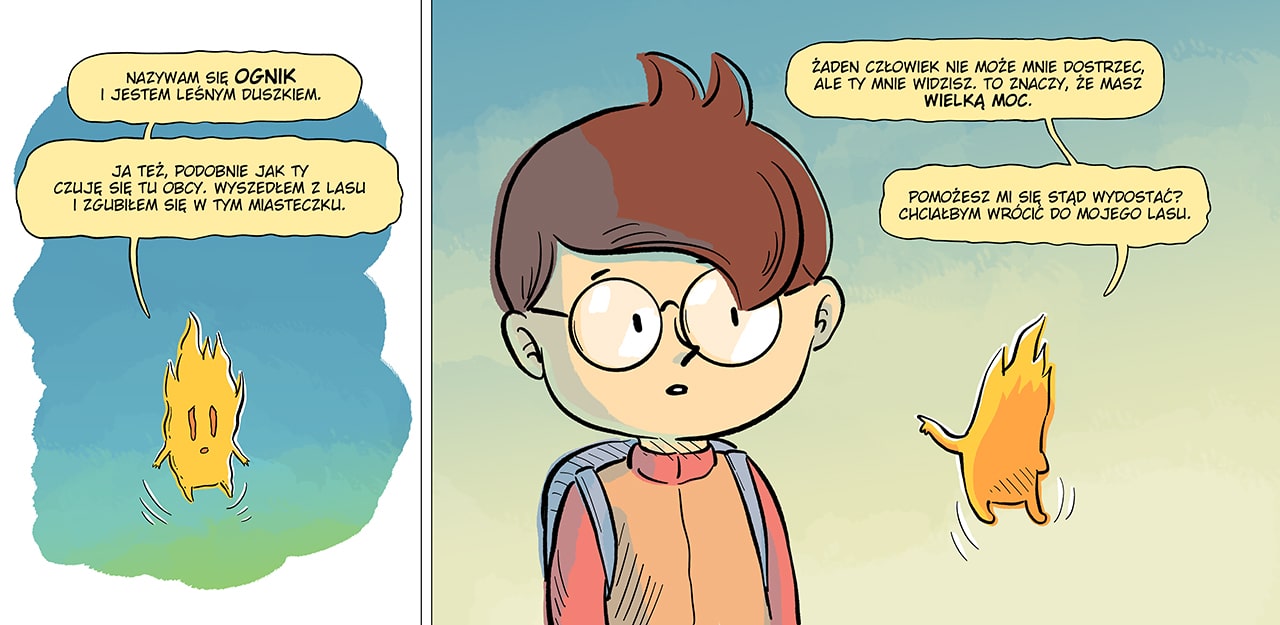 NAZYWAM SIĘ OGNIK
I JESTEM LEŚNYM DUSZKIEM.
JA TEŻ, PODOBNIE JAK TY
CZUJĘ SIĘ TU OBCY. WYSZEDŁEM Z LASU
I ZGUBIŁEM SIĘ W TYM MIASTECZKU.
ŻADEN CZŁOWIEK NIE MOŻE MNIE DOSTRZEC,
ALE TY MNIE WIDZISZ. TO ZNACZY, ŻE MASZ
WIELKĄ MOC.
POMOŻESZ MI SIĘ STĄD WYDOSTAĆ?
CHCIAŁBYM WRÓCIĆ DO MOJEGO LASU.